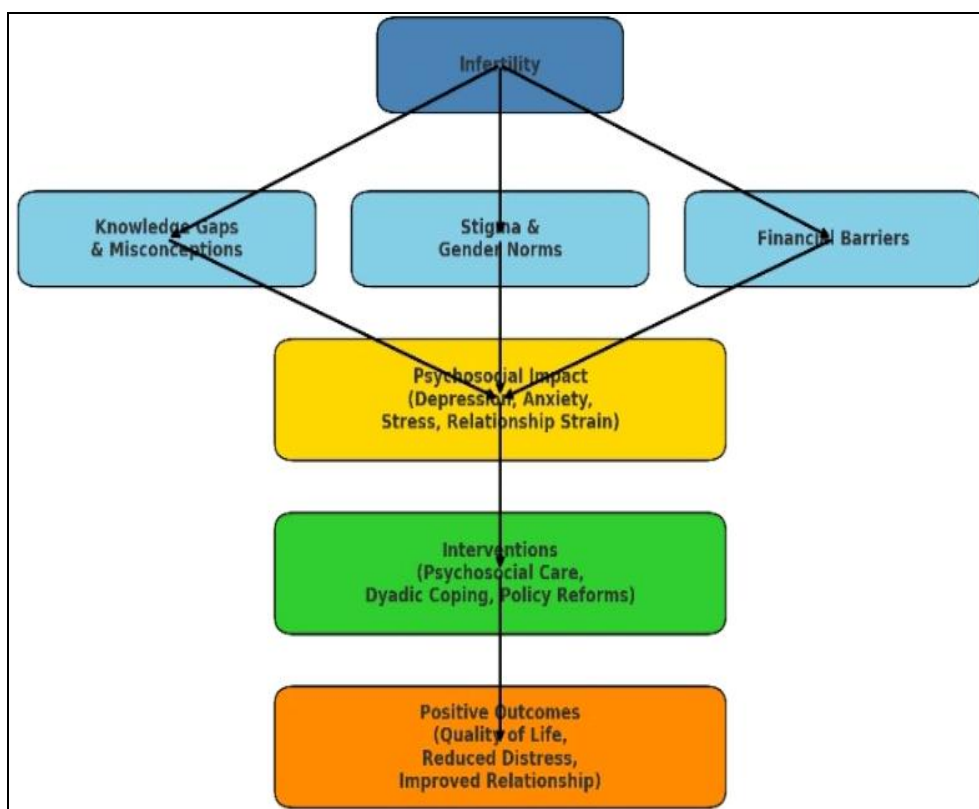 Infertility
Knowledge Gaps
& Misconceptions
Stigma &
Gender Norms
Financial Barriers
Psychosocial Impact
(Depression, Anxiety,
Stress, Relationship Strain)
Interventions
(Psychosocial Care,
Dyadic Coping, Policy Reforms)
Positive Outcomes
(Quality of Life,
Reduced Distress,
Improved Relationship)